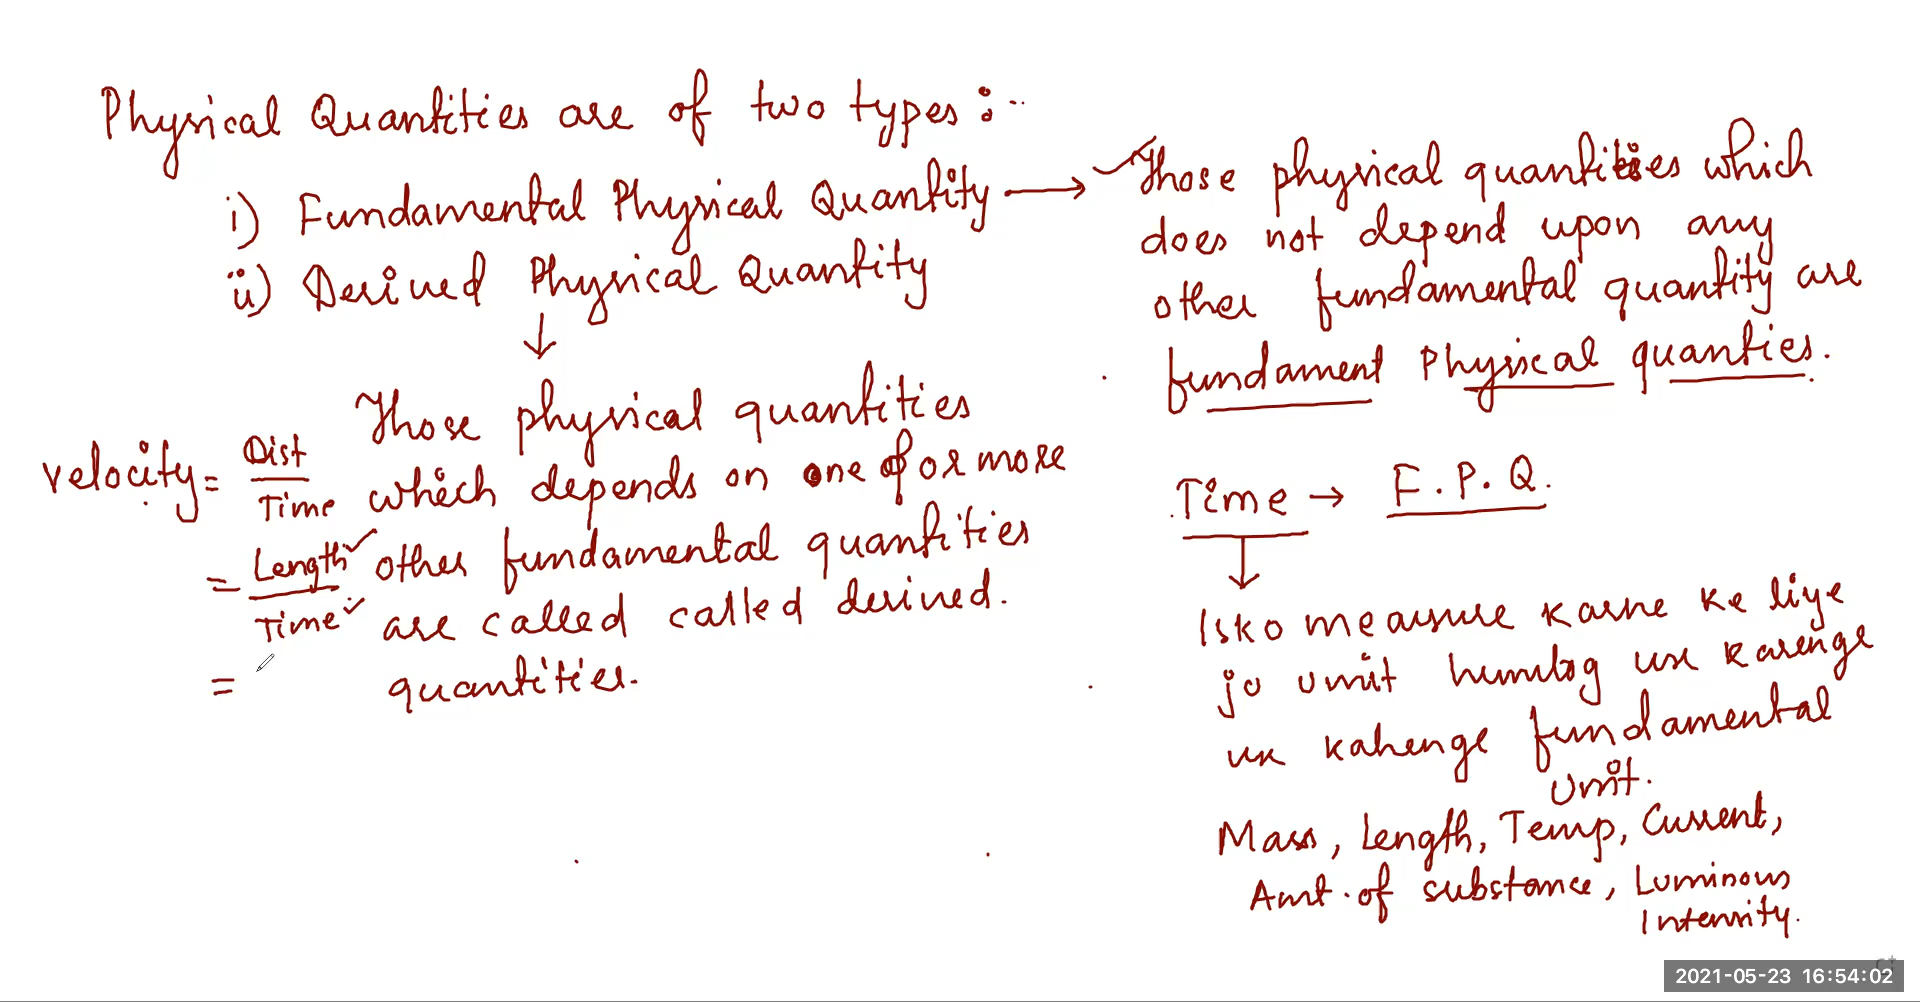 Physical Quantities are of two types :-
i) Fundamental Physical Quantity →
ii) Derived Physical Quantity
↓
Those physical quantities
which depends on one of or more
other fundamental quantities
are called called derived.
quantities.
velocity = Dist / Time
= Length / Time
=
Those physical quantities which
does not depend upon any
other fundamental quantity are
fundament Physical quanties.
Time → F.P.Q.
↓
Isko measure karne ke liye
jo unit humlog use karenge
use kahenge fundamental
unit.
Mass, Length, Temp, Current,
Amt. of substance, Luminous
Intensity.
2021-05-23 16:54:02